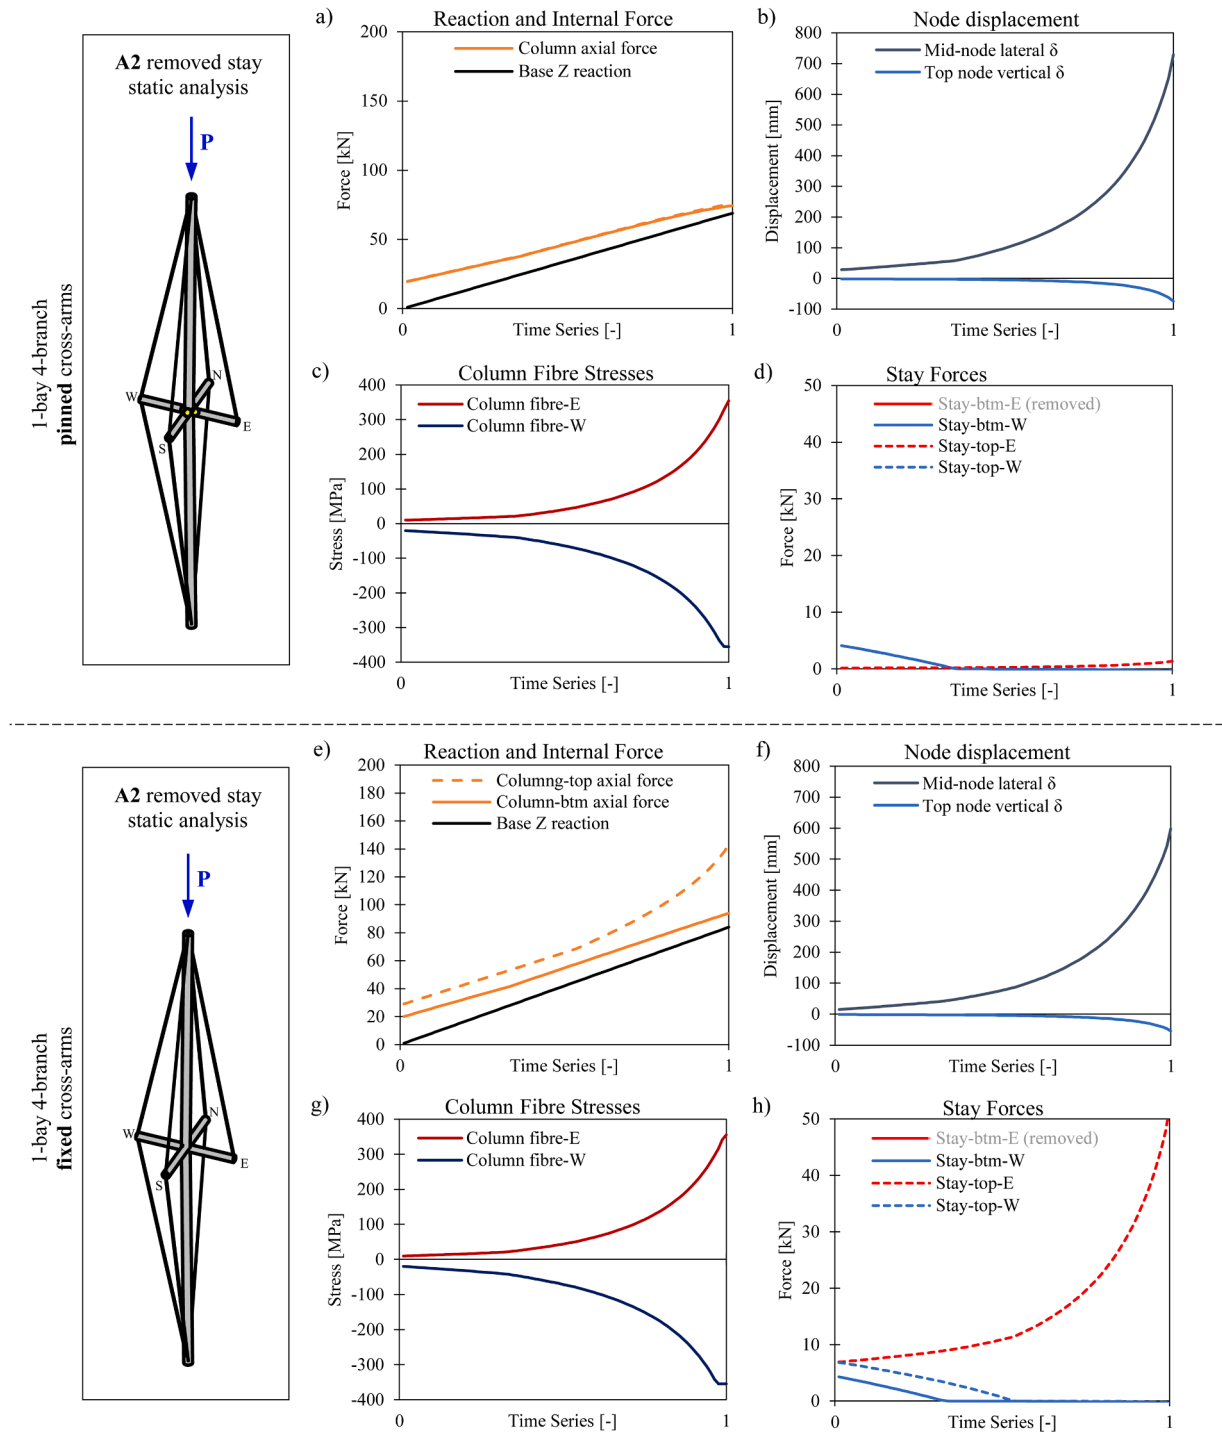 A2 removed stay
static analysis
P
W
N
S
E
1-bay 4-branch
pinned cross-arms
a)
Reaction and Internal Force
Column axial force
Base Z reaction
Force [kN]
200
150
100
50
0
0
1
Time Series [-]
b)
Node displacement
Mid-node lateral δ
Top node vertical δ
Displacement [mm]
800
700
600
500
400
300
200
100
0
-100
0
1
Time Series [-]
c)
Column Fibre Stresses
Column fibre-E
Column fibre-W
Stress [MPa]
400
300
200
100
0
-100
-200
-300
-400
0
1
Time Series [-]
d)
Stay Forces
Stay-btm-E (removed)
Stay-btm-W
Stay-top-E
Stay-top-W
Force [kN]
50
40
30
20
10
0
0
1
Time Series [-]
A2 removed stay
static analysis
P
W
N
S
E
1-bay 4-branch
fixed cross-arms
e)
Reaction and Internal Force
Columng-top axial force
Column-btm axial force
Base Z reaction
Force [kN]
200
180
160
140
120
100
80
60
40
20
0
0
1
Time Series [-]
f)
Node displacement
Mid-node lateral δ
Top node vertical δ
Displacement [mm]
800
700
600
500
400
300
200
100
0
-100
0
1
Time Series [-]
g)
Column Fibre Stresses
Column fibre-E
Column fibre-W
Stress [MPa]
400
300
200
100
0
-100
-200
-300
-400
0
1
Time Series [-]
h)
Stay Forces
Stay-btm-E (removed)
Stay-btm-W
Stay-top-E
Stay-top-W
Force [kN]
50
40
30
20
10
0
0
1
Time Series [-]